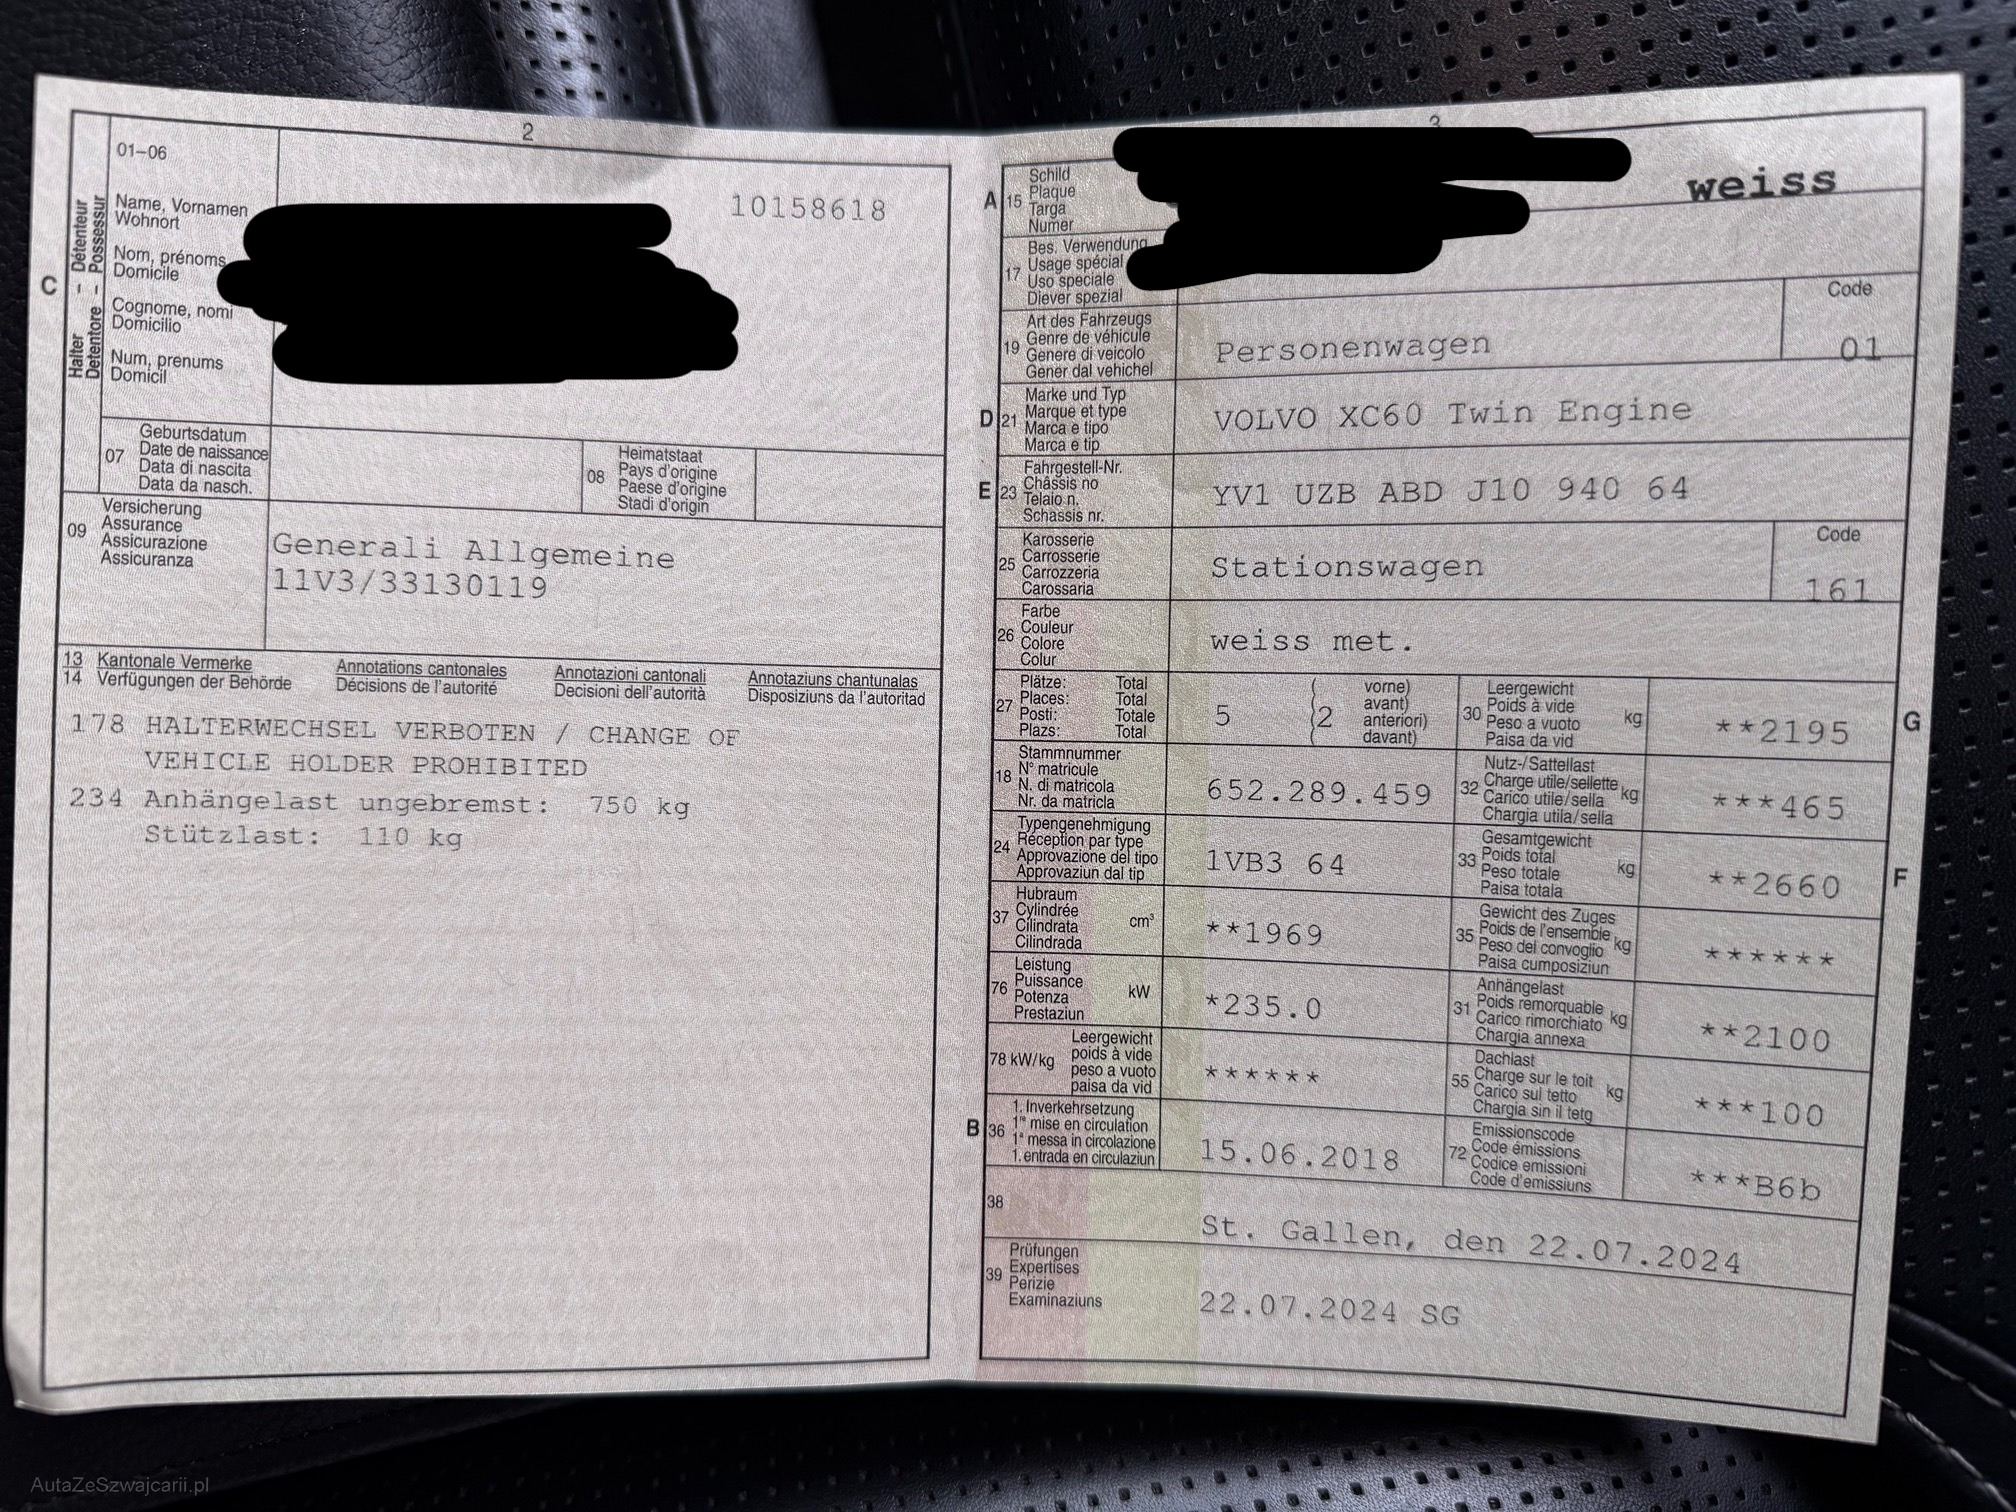 2
01–06
10158618
C
Halter – Détenteur
Detentore – Possessur
Name, Vornamen
Wohnort
Nom, prénoms
Domicile
Cognome, nomi
Domicilio
Num, prenums
Domicil
07
Geburtsdatum
Date de naissance
Data di nascita
Data da nasch.
08
Heimatstaat
Pays d'origine
Paese d'origine
Stadi d'origin
09
Versicherung
Assurance
Assicurazione
Assicuranza
Generali Allgemeine
11V3/33130119
13 Kantonale Vermerke Annotations cantonales Annotazioni cantonali Annotaziuns chantunalas
14 Verfügungen der Behörde Décisions de l'autorité Decisioni dell'autorità Disposiziuns da l'autoritad
178 HALTERWECHSEL VERBOTEN / CHANGE OF
VEHICLE HOLDER PROHIBITED
234 Anhängelast ungebremst: 750 kg
Stützlast: 110 kg
3
A 15
Schild
Plaque
Targa
Numer
weiss
17
Bes. Verwendung
Usage spécial
Uso speciale
Diever spezial
19
Art des Fahrzeugs
Genre de véhicule
Genere di veicolo
Gener dal vehichel
Personenwagen
Code
01
D 21
Marke und Typ
Marque et type
Marca e tipo
Marca e tip
VOLVO XC60 Twin Engine
E 23
Fahrgestell-Nr.
Châssis no
Telaio n.
Schassis nr.
YV1 UZB ABD J10 940 64
25
Karosserie
Carrosserie
Carrozzeria
Carossaria
Stationswagen
Code
161
26
Farbe
Couleur
Colore
Colur
weiss met.
27
Plätze: Total
Places: Total
Posti: Totale
Plazs: Total
5
(2
vorne)
avant)
anteriori)
davant)
30
Leergewicht
Poids à vide
Peso a vuoto
Paisa da vid
kg
**2195
G
18
Stammnummer
N° matricule
N. di matricola
Nr. da matricla
652.289.459
32
Nutz-/Sattellast
Charge utile/sellette
Carico utile/sella
Chargia utila/sella
kg
***465
24
Typengenehmigung
Réception par type
Approvazione del tipo
Approvaziun dal tip
1VB3 64
33
Gesamtgewicht
Poids total
Peso totale
Paisa totala
kg
**2660
F
37
Hubraum
Cylindrée
Cilindrata
Cilindrada
cm³
**1969
35
Gewicht des Zuges
Poids de l'ensemble
Peso del convoglio
Paisa cumposiziun
kg
******
76
Leistung
Puissance
Potenza
Prestaziun
kW
*235.0
31
Anhängelast
Poids remorquable
Carico rimorchiato
Chargia annexa
kg
**2100
78 kW/kg
Leergewicht
poids à vide
peso a vuoto
paisa da vid
******
55
Dachlast
Charge sur le toit
Carico sul tetto
Chargia sin il tetg
kg
***100
B 36
1. Inverkehrsetzung
1re mise en circulation
1a messa in circolazione
1. entrada en circulaziun
15.06.2018
72
Emissionscode
Code émissions
Codice emissioni
Code d'emissiuns
***B6b
38
St. Gallen, den 22.07.2024
39
Prüfungen
Expertises
Perizie
Examinaziuns
22.07.2024 SG
AutaZeSzwajcarii.pl